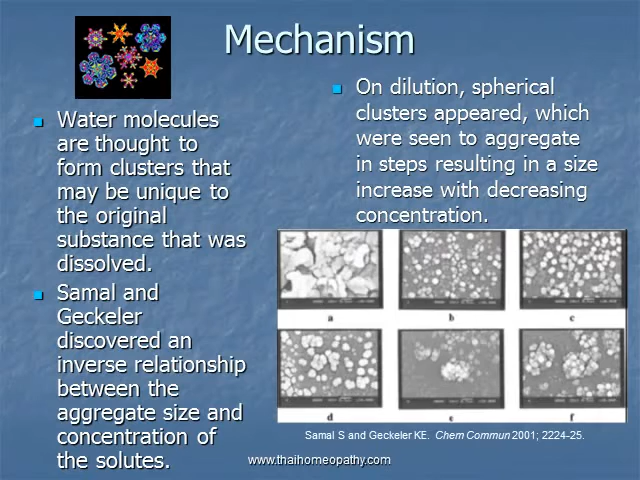 Mechanism
Water molecules
are thought to
form clusters that
may be unique to
the original
substance that was
dissolved.
Samal and
Geckeler
discovered an
inverse relationship
between the
aggregate size and
concentration of
the solutes.
On dilution, spherical
clusters appeared, which
were seen to aggregate
in steps resulting in a size
increase with decreasing
concentration.
a b c
d e f
Samal S and Geckeler KE. Chem Commun 2001; 2224-25.
www.thaihomeopathy.com